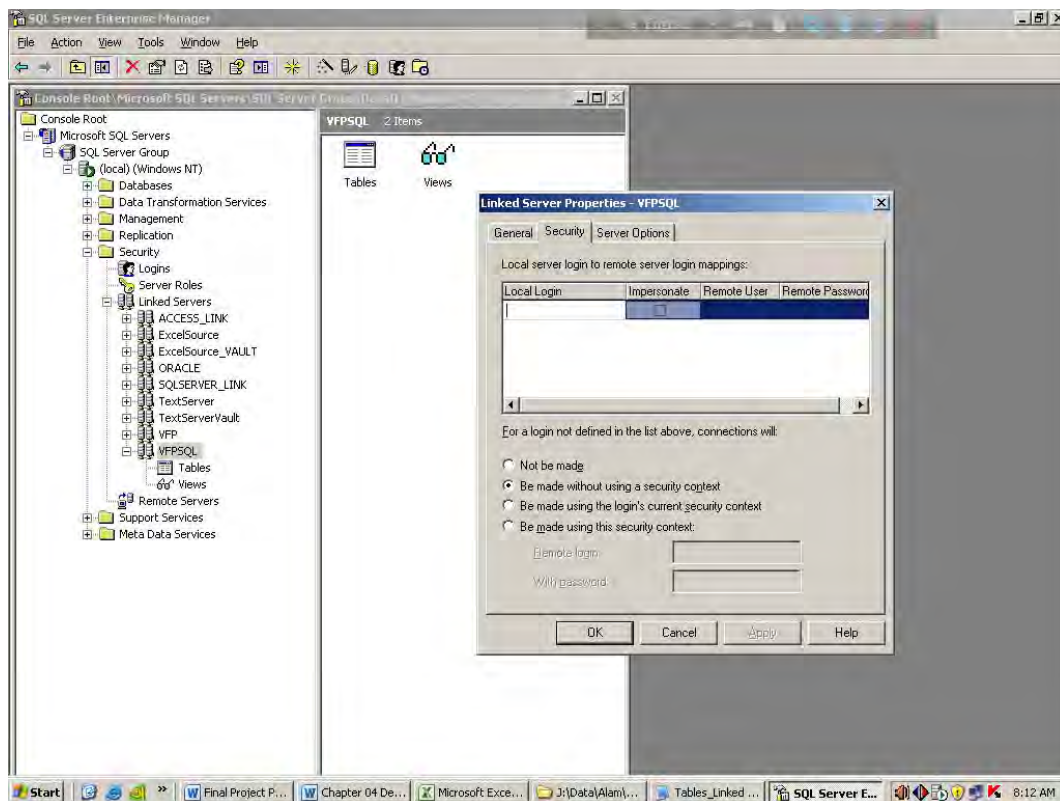 SQL Server Enterprise Manager
File Action View Tools Window Help
Console Root\Microsoft SQL Servers\SQL Server
Console Root
Microsoft SQL Servers
SQL Server Group
(local) (Windows NT)
Databases
Data Transformation Services
Management
Replication
Security
Logins
Server Roles
Linked Servers
ACCESS_LINK
ExcelSource
ExcelSource_VAULT
ORACLE
SQLSERVER_LINK
TextServer
TextServerVault
VFP
VFPSQL
Tables
Views
Remote Servers
Support Services
Meta Data Services
VFPSQL 2 Items
Tables Views
Linked Server Properties - VFPSQL
General Security Server Options
Local server login to remote server login mappings:
Local Login Impersonate Remote User Remote Password
For a login not defined in the list above, connections will:
Not be made
Be made without using a security context
Be made using the login's current security context
Be made using this security context:
Remote login:
With password:
OK Cancel Apply Help
Start » Final Project P... Chapter 04 De... Microsoft Exce... J:\Data\Alam\... Tables_Linked ... SQL Server E... 8:12 AM